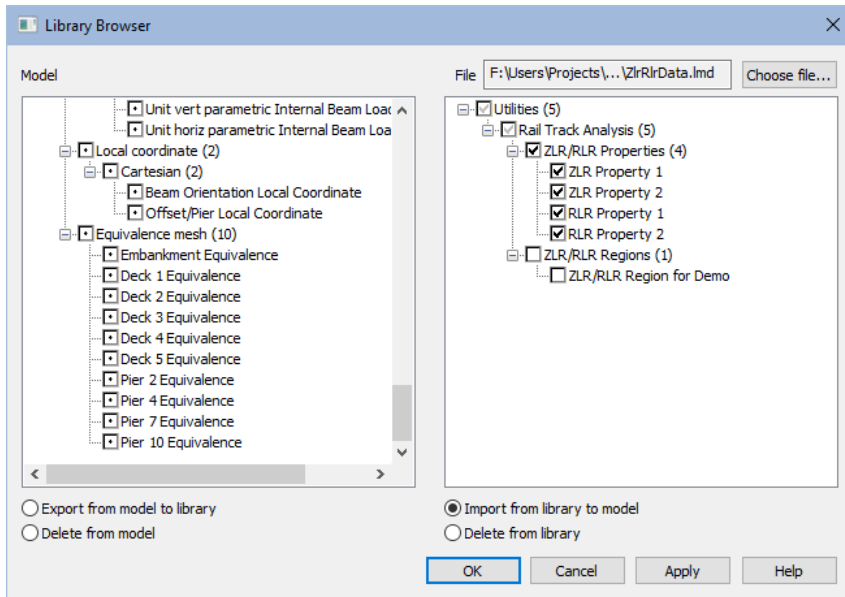 Library Browser
Model
File F:\Users\Projects\...\ZlrRlrData.lmd Choose file...
Unit vert parametric Internal Beam Loac
Unit horiz parametric Internal Beam Loa
Local coordinate (2)
Cartesian (2)
Beam Orientation Local Coordinate
Offset/Pier Local Coordinate
Equivalence mesh (10)
Embankment Equivalence
Deck 1 Equivalence
Deck 2 Equivalence
Deck 3 Equivalence
Deck 4 Equivalence
Deck 5 Equivalence
Pier 2 Equivalence
Pier 4 Equivalence
Pier 7 Equivalence
Pier 10 Equivalence
Export from model to library
Delete from model
Utilities (5)
Rail Track Analysis (5)
ZLR/RLR Properties (4)
ZLR Property 1
ZLR Property 2
RLR Property 1
RLR Property 2
ZLR/RLR Regions (1)
ZLR/RLR Region for Demo
Import from library to model
Delete from library
OK Cancel Apply Help